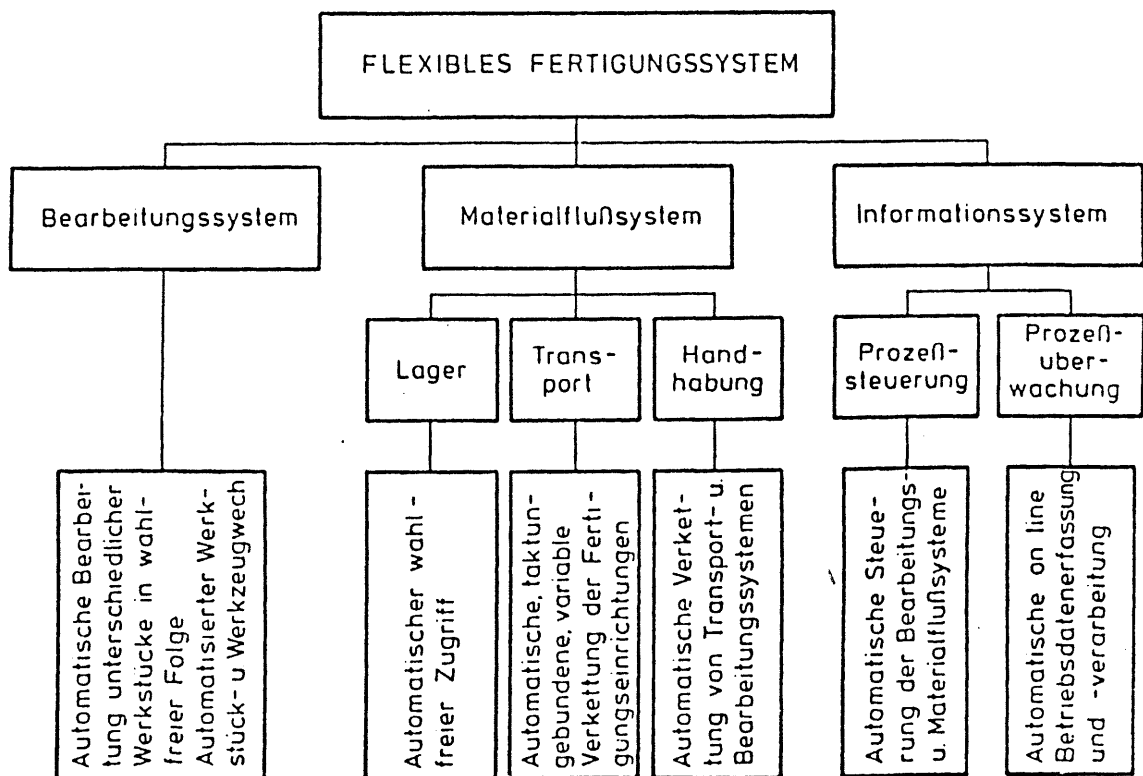 FLEXIBLES FERTIGUNGSSYSTEM
Bearbeitungssystem
Materialflußsystem
Informationssystem
Lager
Trans-
port
Hand-
habung
Prozeß-
steuerung
Prozeß-
uber-
wachung
Automatische Bearbei-
tung unterschiedlicher
Werkstücke in wahl-
freier Folge
Automatisierter Werk-
stück- u Werkzeugwech
Automatischer wahl-
freier Zugriff
Automatische, taktun-
gebundene, variable
Verkettung der Ferti-
gungseinrichtungen
Automatische Verket-
tung von Transport- u.
Bearbeitungssystemen
Automatische Steue-
rung der Bearbeitungs-
u. Materialflußsysteme
Automatische on line
Betriebsdatenerfassung
und -verarbeitung